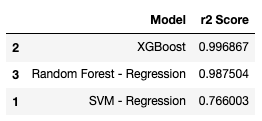 Model r2 Score
2 XGBoost 0.996867
3 Random Forest - Regression 0.987504
1 SVM - Regression 0.766003